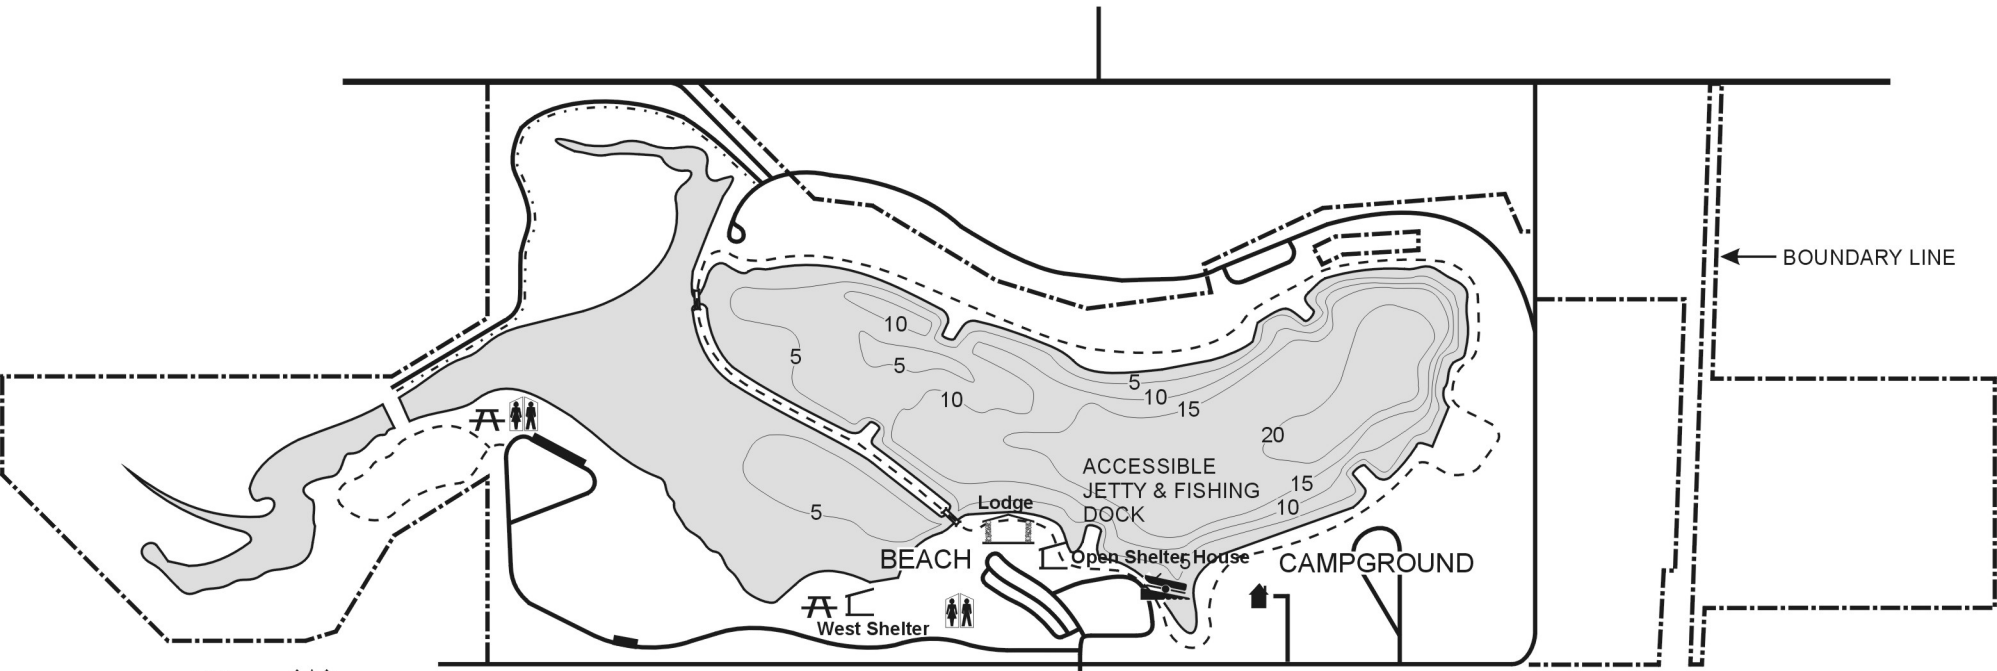 BOUNDARY LINE
10
5
5
10
5
10
15
20
ACCESSIBLE
JETTY & FISHING
DOCK
15
10
Lodge
5
BEACH
Open Shelter House
5
CAMPGROUND
West Shelter